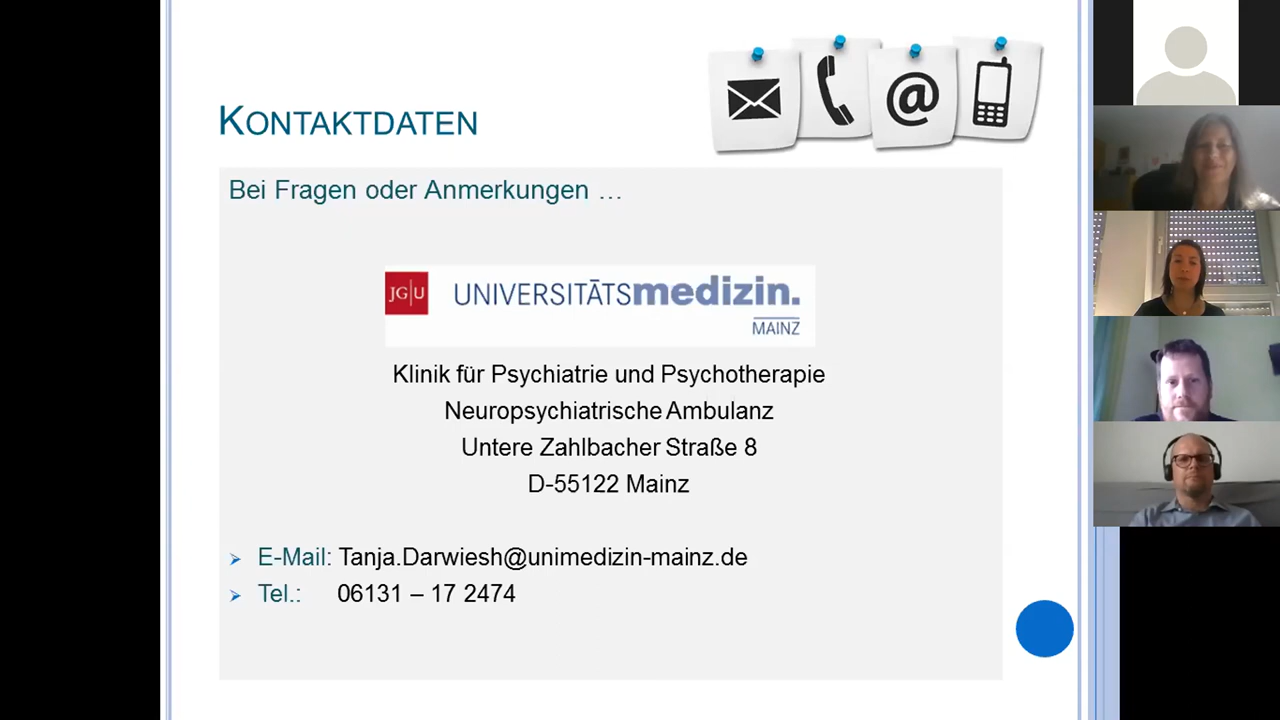 KONTAKTDATEN
Bei Fragen oder Anmerkungen …
JG|U UNIVERSITÄTSmedizin.
MAINZ
Klinik für Psychiatrie und Psychotherapie
Neuropsychiatrische Ambulanz
Untere Zahlbacher Straße 8
D-55122 Mainz
E-Mail: Tanja.Darwiesh@unimedizin-mainz.de
Tel.: 06131 – 17 2474